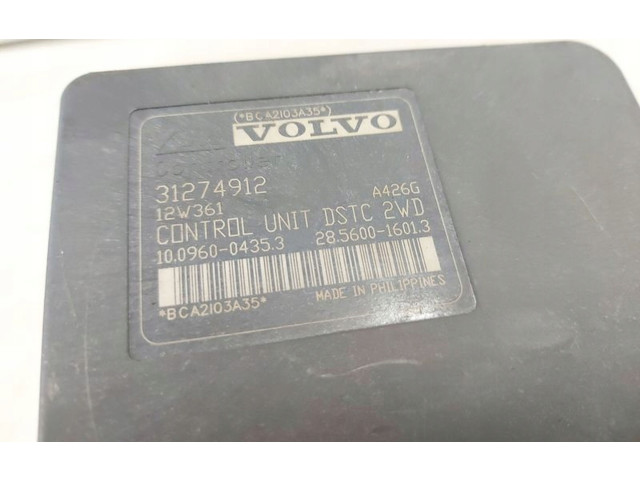 (*BCA2103A35*)
VOLVO
31274912 A426G
12W361
CONTROL UNIT DSTC 2WD
10.0960-0435.3 28.5600-1601.3
MADE IN PHILIPPINES
*BCA2103A35*